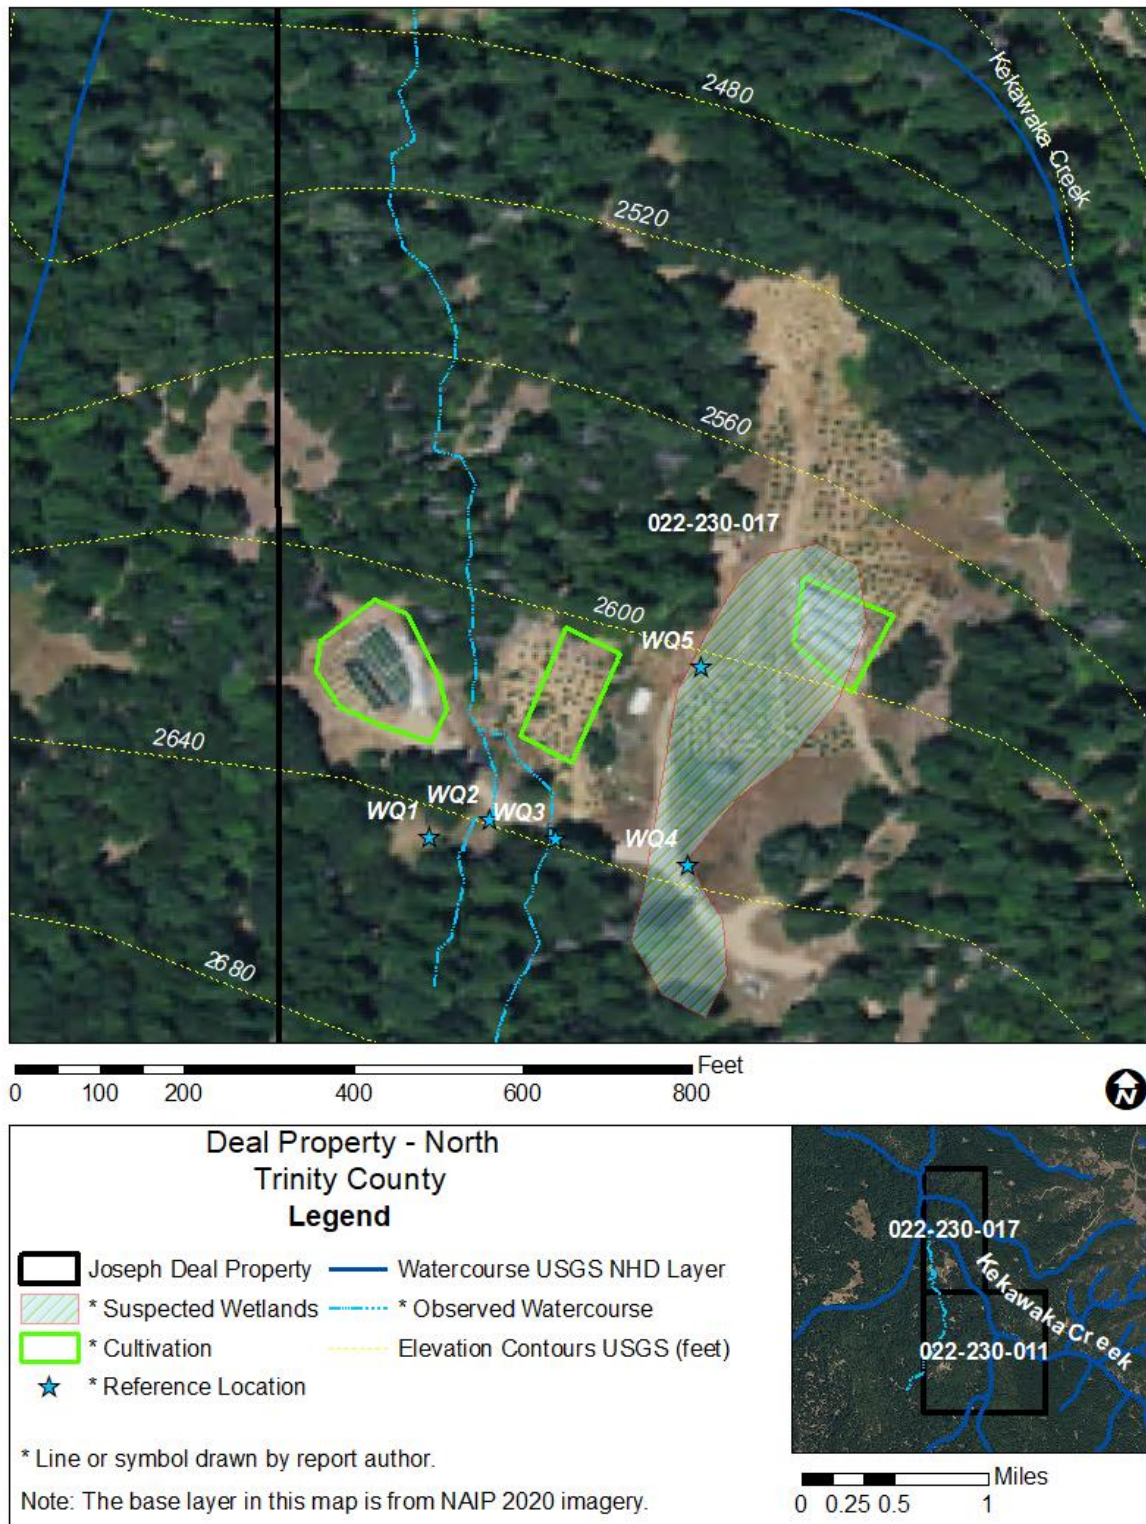 2480
Kekawaka Creek
2520
2560
022-230-017
2600
WQ5
2640
WQ2
WQ1
WQ3
WQ4
2680
Feet
0 100 200 400 600 800
N
Deal Property - North
Trinity County
Legend
Joseph Deal Property
Watercourse USGS NHD Layer
* Suspected Wetlands
* Observed Watercourse
* Cultivation
Elevation Contours USGS (feet)
* Reference Location
* Line or symbol drawn by report author.
Note: The base layer in this map is from NAIP 2020 imagery.
022-230-017
Kekawaka Creek
022-230-011
Miles
0 0.25 0.5 1